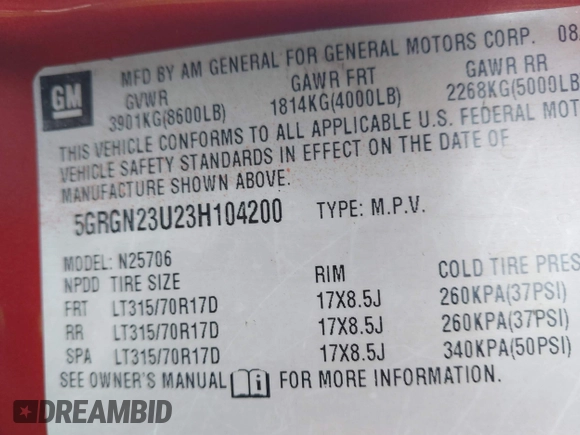 MFD BY AM GENERAL FOR GENERAL MOTORS CORP. 08
GM
GVWR GAWR FRT GAWR RR
3901KG(8600LB) 1814KG(4000LB) 2268KG(5000LB
THIS VEHICLE CONFORMS TO ALL APPLICABLE U.S. FEDERAL MOT
VEHICLE SAFETY STANDARDS IN EFFECT ON THE DATE OF
MANUFACTURE SHOWN ABOVE.
5GRGN23U23H104200 TYPE: M.P.V.
MODEL: N25706
NPDD TIRE SIZE RIM COLD TIRE PRES
FRT LT315/70R17D 17X8.5J 260KPA(37PSI)
RR LT315/70R17D 17X8.5J 260KPA(37PSI)
SPA LT315/70R17D 17X8.5J 340KPA(50PSI)
SEE OWNER'S MANUAL FOR MORE INFORMATION.
DREAMBID